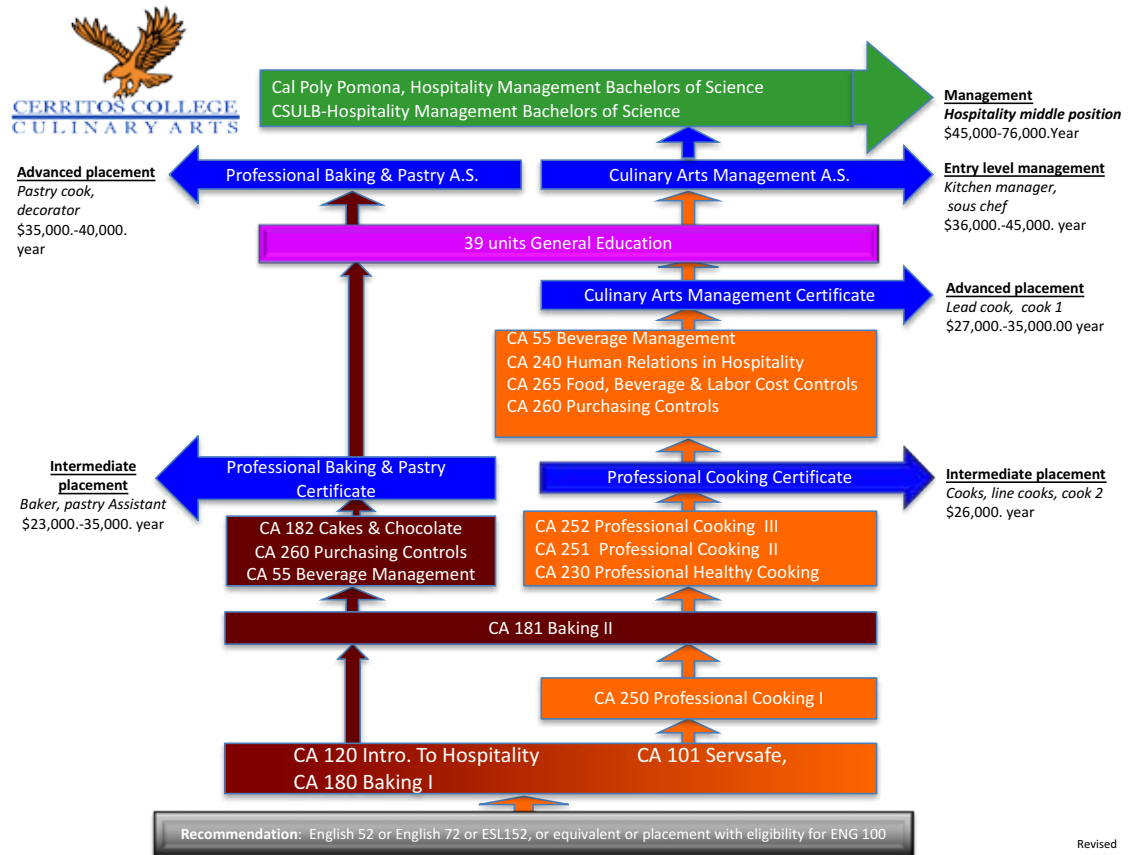 CERRITOS COLLEGE
CULINARY ARTS
Cal Poly Pomona, Hospitality Management Bachelors of Science
CSULB-Hospitality Management Bachelors of Science
Management
Hospitality middle position
$45,000-76,000.Year
Advanced placement
Pastry cook,
decorator
$35,000.-40,000.
year
Professional Baking & Pastry A.S.
Culinary Arts Management A.S.
Entry level management
Kitchen manager,
sous chef
$36,000.-45,000. year
39 units General Education
Culinary Arts Management Certificate
Advanced placement
Lead cook, cook 1
$27,000.-35,000.00 year
CA 55 Beverage Management
CA 240 Human Relations in Hospitality
CA 265 Food, Beverage & Labor Cost Controls
CA 260 Purchasing Controls
Intermediate
placement
Baker, pastry Assistant
$23,000.-35,000. year
Professional Baking & Pastry
Certificate
Professional Cooking Certificate
Intermediate placement
Cooks, line cooks, cook 2
$26,000. year
CA 182 Cakes & Chocolate
CA 260 Purchasing Controls
CA 55 Beverage Management
CA 252 Professional Cooking III
CA 251 Professional Cooking II
CA 230 Professional Healthy Cooking
CA 181 Baking II
CA 250 Professional Cooking I
CA 120 Intro. To Hospitality CA 101 Servsafe,
CA 180 Baking I
Recommendation: English 52 or English 72 or ESL152, or equivalent or placement with eligibility for ENG 100
Revised